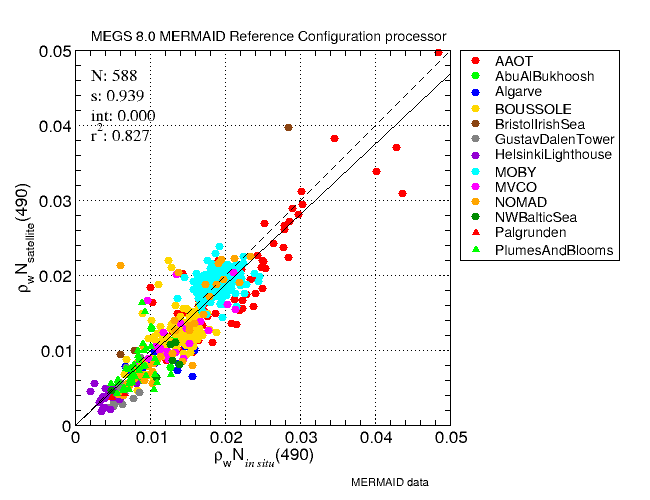 MEGS 8.0 MERMAID Reference Configuration processor
N: 588
s: 0.939
int: 0.000
r²: 0.827
ρwNsatellite(490)
0.05
0.04
0.03
0.02
0.01
0
0 0.01 0.02 0.03 0.04 0.05
ρwNin situ(490)
AAOT
AbuAlBukhoosh
Algarve
BOUSSOLE
BristolIrishSea
GustavDalenTower
HelsinkiLighthouse
MOBY
MVCO
NOMAD
NWBalticSea
Palgrunden
PlumesAndBlooms
MERMAID data